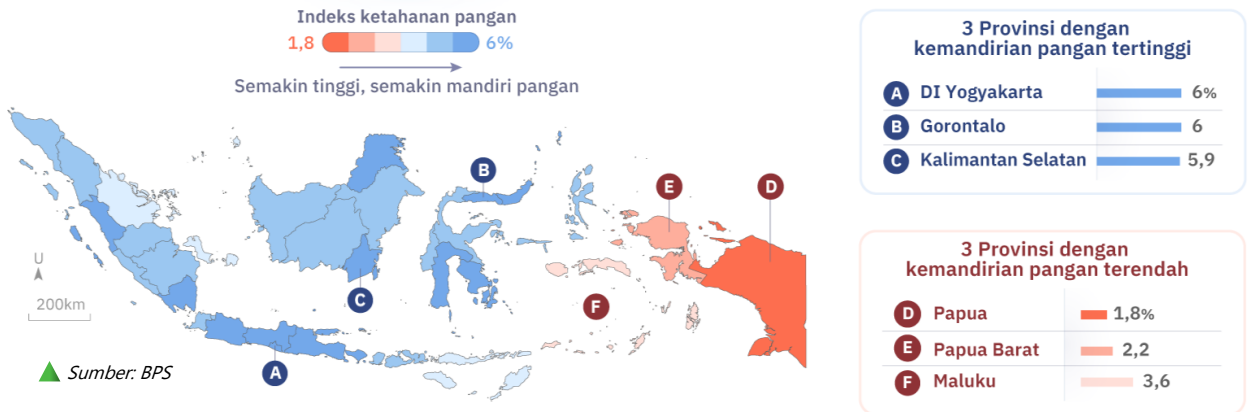 Indeks ketahanan pangan
1,8 6%
Semakin tinggi, semakin mandiri pangan
B
E
D
U
200km
C
F
A
Sumber: BPS
3 Provinsi dengan
kemandirian pangan tertinggi
A DI Yogyakarta 6%
B Gorontalo 6
C Kalimantan Selatan 5,9
3 Provinsi dengan
kemandirian pangan terendah
D Papua 1,8%
E Papua Barat 2,2
F Maluku 3,6